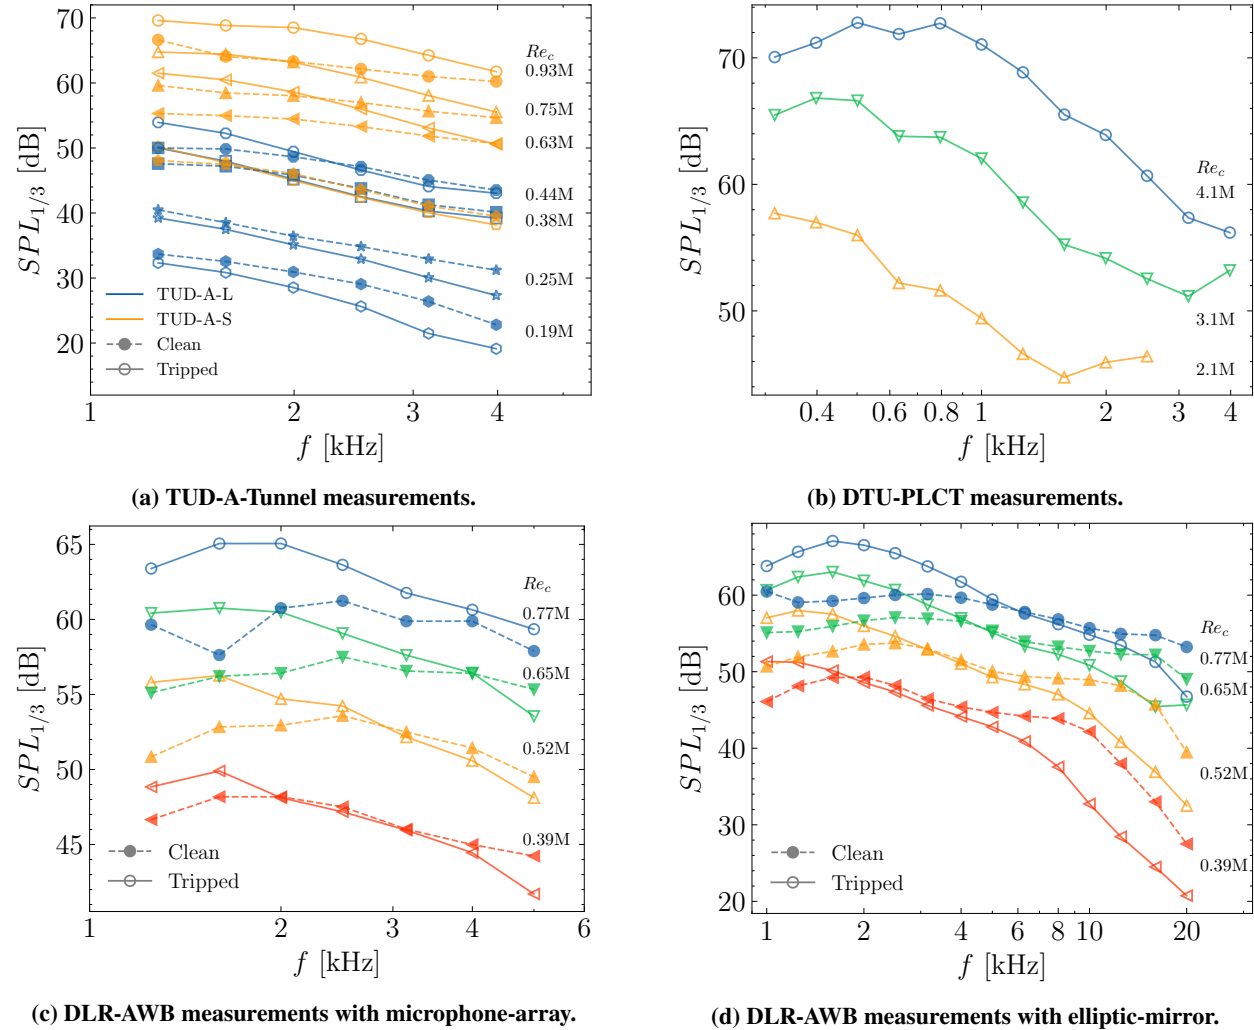 70
60
50
40
30
20
SPL1/3 [dB]
Rec
0.93M
0.75M
0.63M
0.44M
0.38M
0.25M
0.19M
TUD-A-L
TUD-A-S
Clean
Tripped
1
2
3
4
f [kHz]
(a) TUD-A-Tunnel measurements.
70
60
50
SPL1/3 [dB]
Rec
4.1M
3.1M
2.1M
0.4
0.6
0.8
1
2
3
4
f [kHz]
(b) DTU-PLCT measurements.
65
60
55
50
45
SPL1/3 [dB]
Rec
0.77M
0.65M
0.52M
0.39M
Clean
Tripped
1
2
3
4
5
6
f [kHz]
(c) DLR-AWB measurements with microphone-array.
60
50
40
30
20
SPL1/3 [dB]
Rec
0.77M
0.65M
0.52M
0.39M
Clean
Tripped
1
2
4
6
8
10
20
f [kHz]
(d) DLR-AWB measurements with elliptic-mirror.